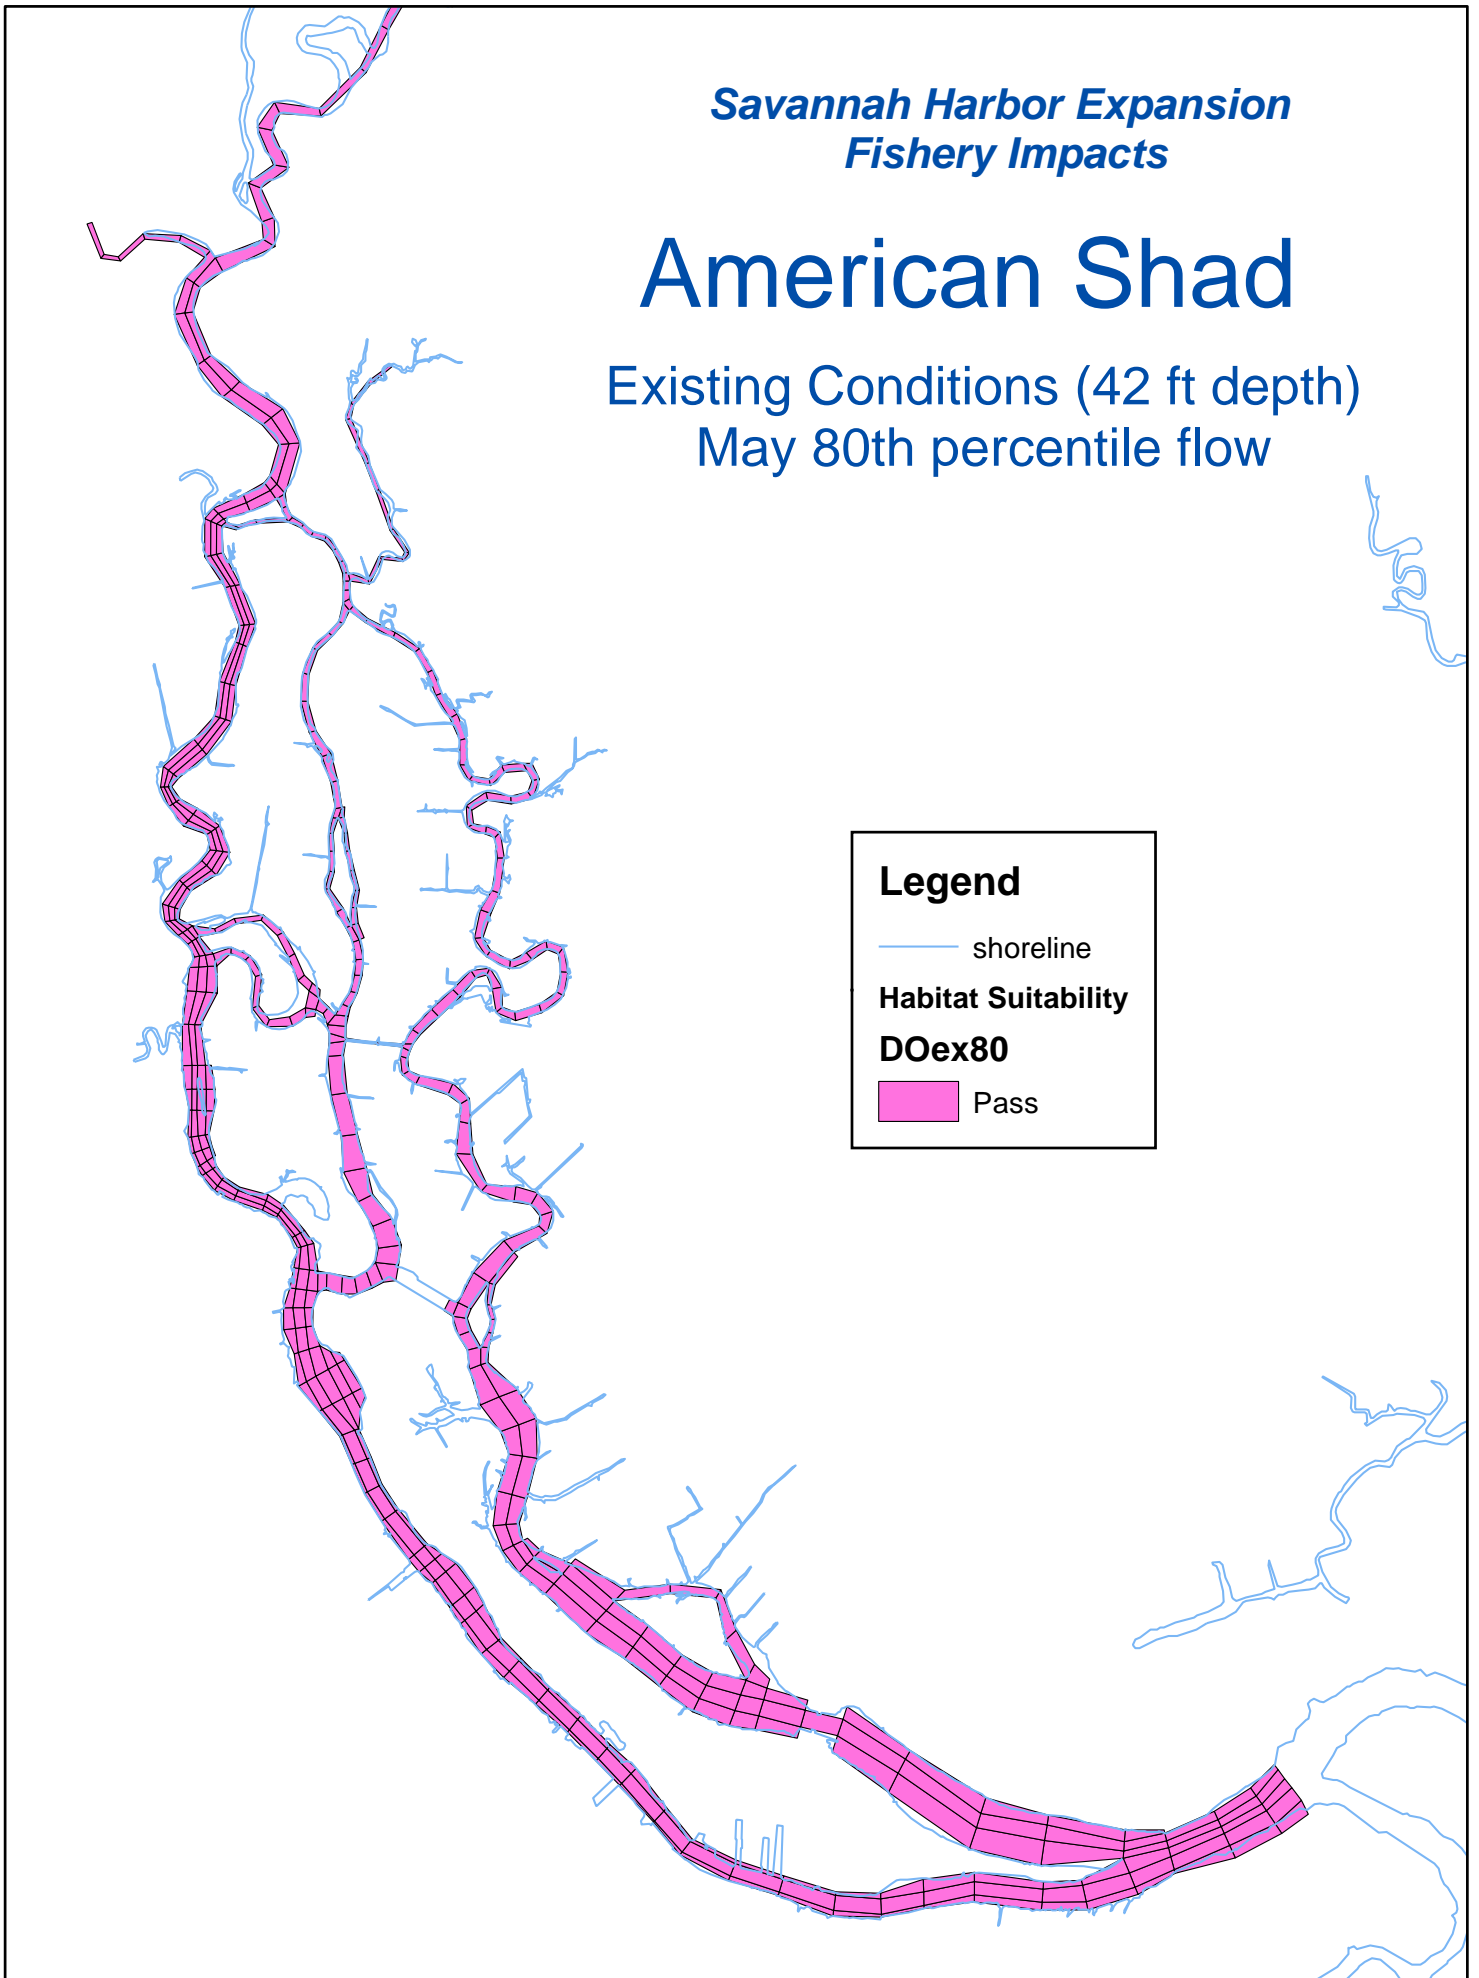 Savannah Harbor Expansion
Fishery Impacts
American Shad
Existing Conditions (42 ft depth)
May 80th percentile flow
Legend
shoreline
Habitat Suitability
DOex80
Pass